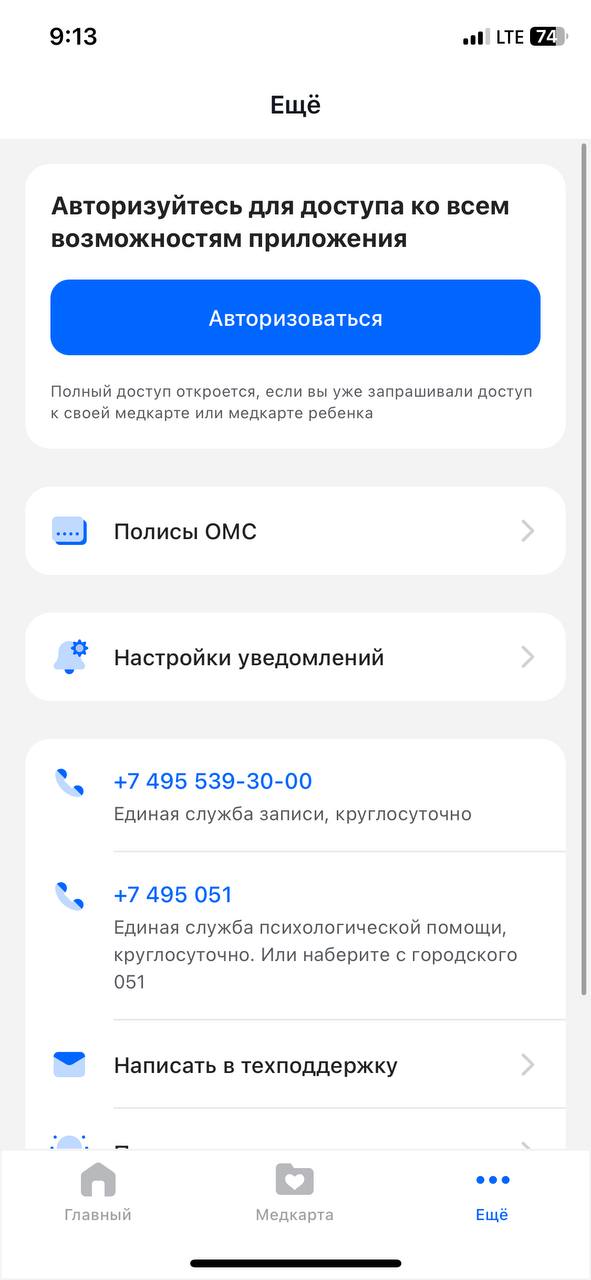 9:13
LTE 74
Ещё
Авторизуйтесь для доступа ко всем
возможностям приложения
Авторизоваться
Полный доступ откроется, если вы уже запрашивали доступ
к своей медкарте или медкарте ребенка
Полисы ОМС
Настройки уведомлений
+7 495 539-30-00
Единая служба записи, круглосуточно
+7 495 051
Единая служба психологической помощи,
круглосуточно. Или наберите с городского
051
Написать в техподдержку
Главный
Медкарта
Ещё